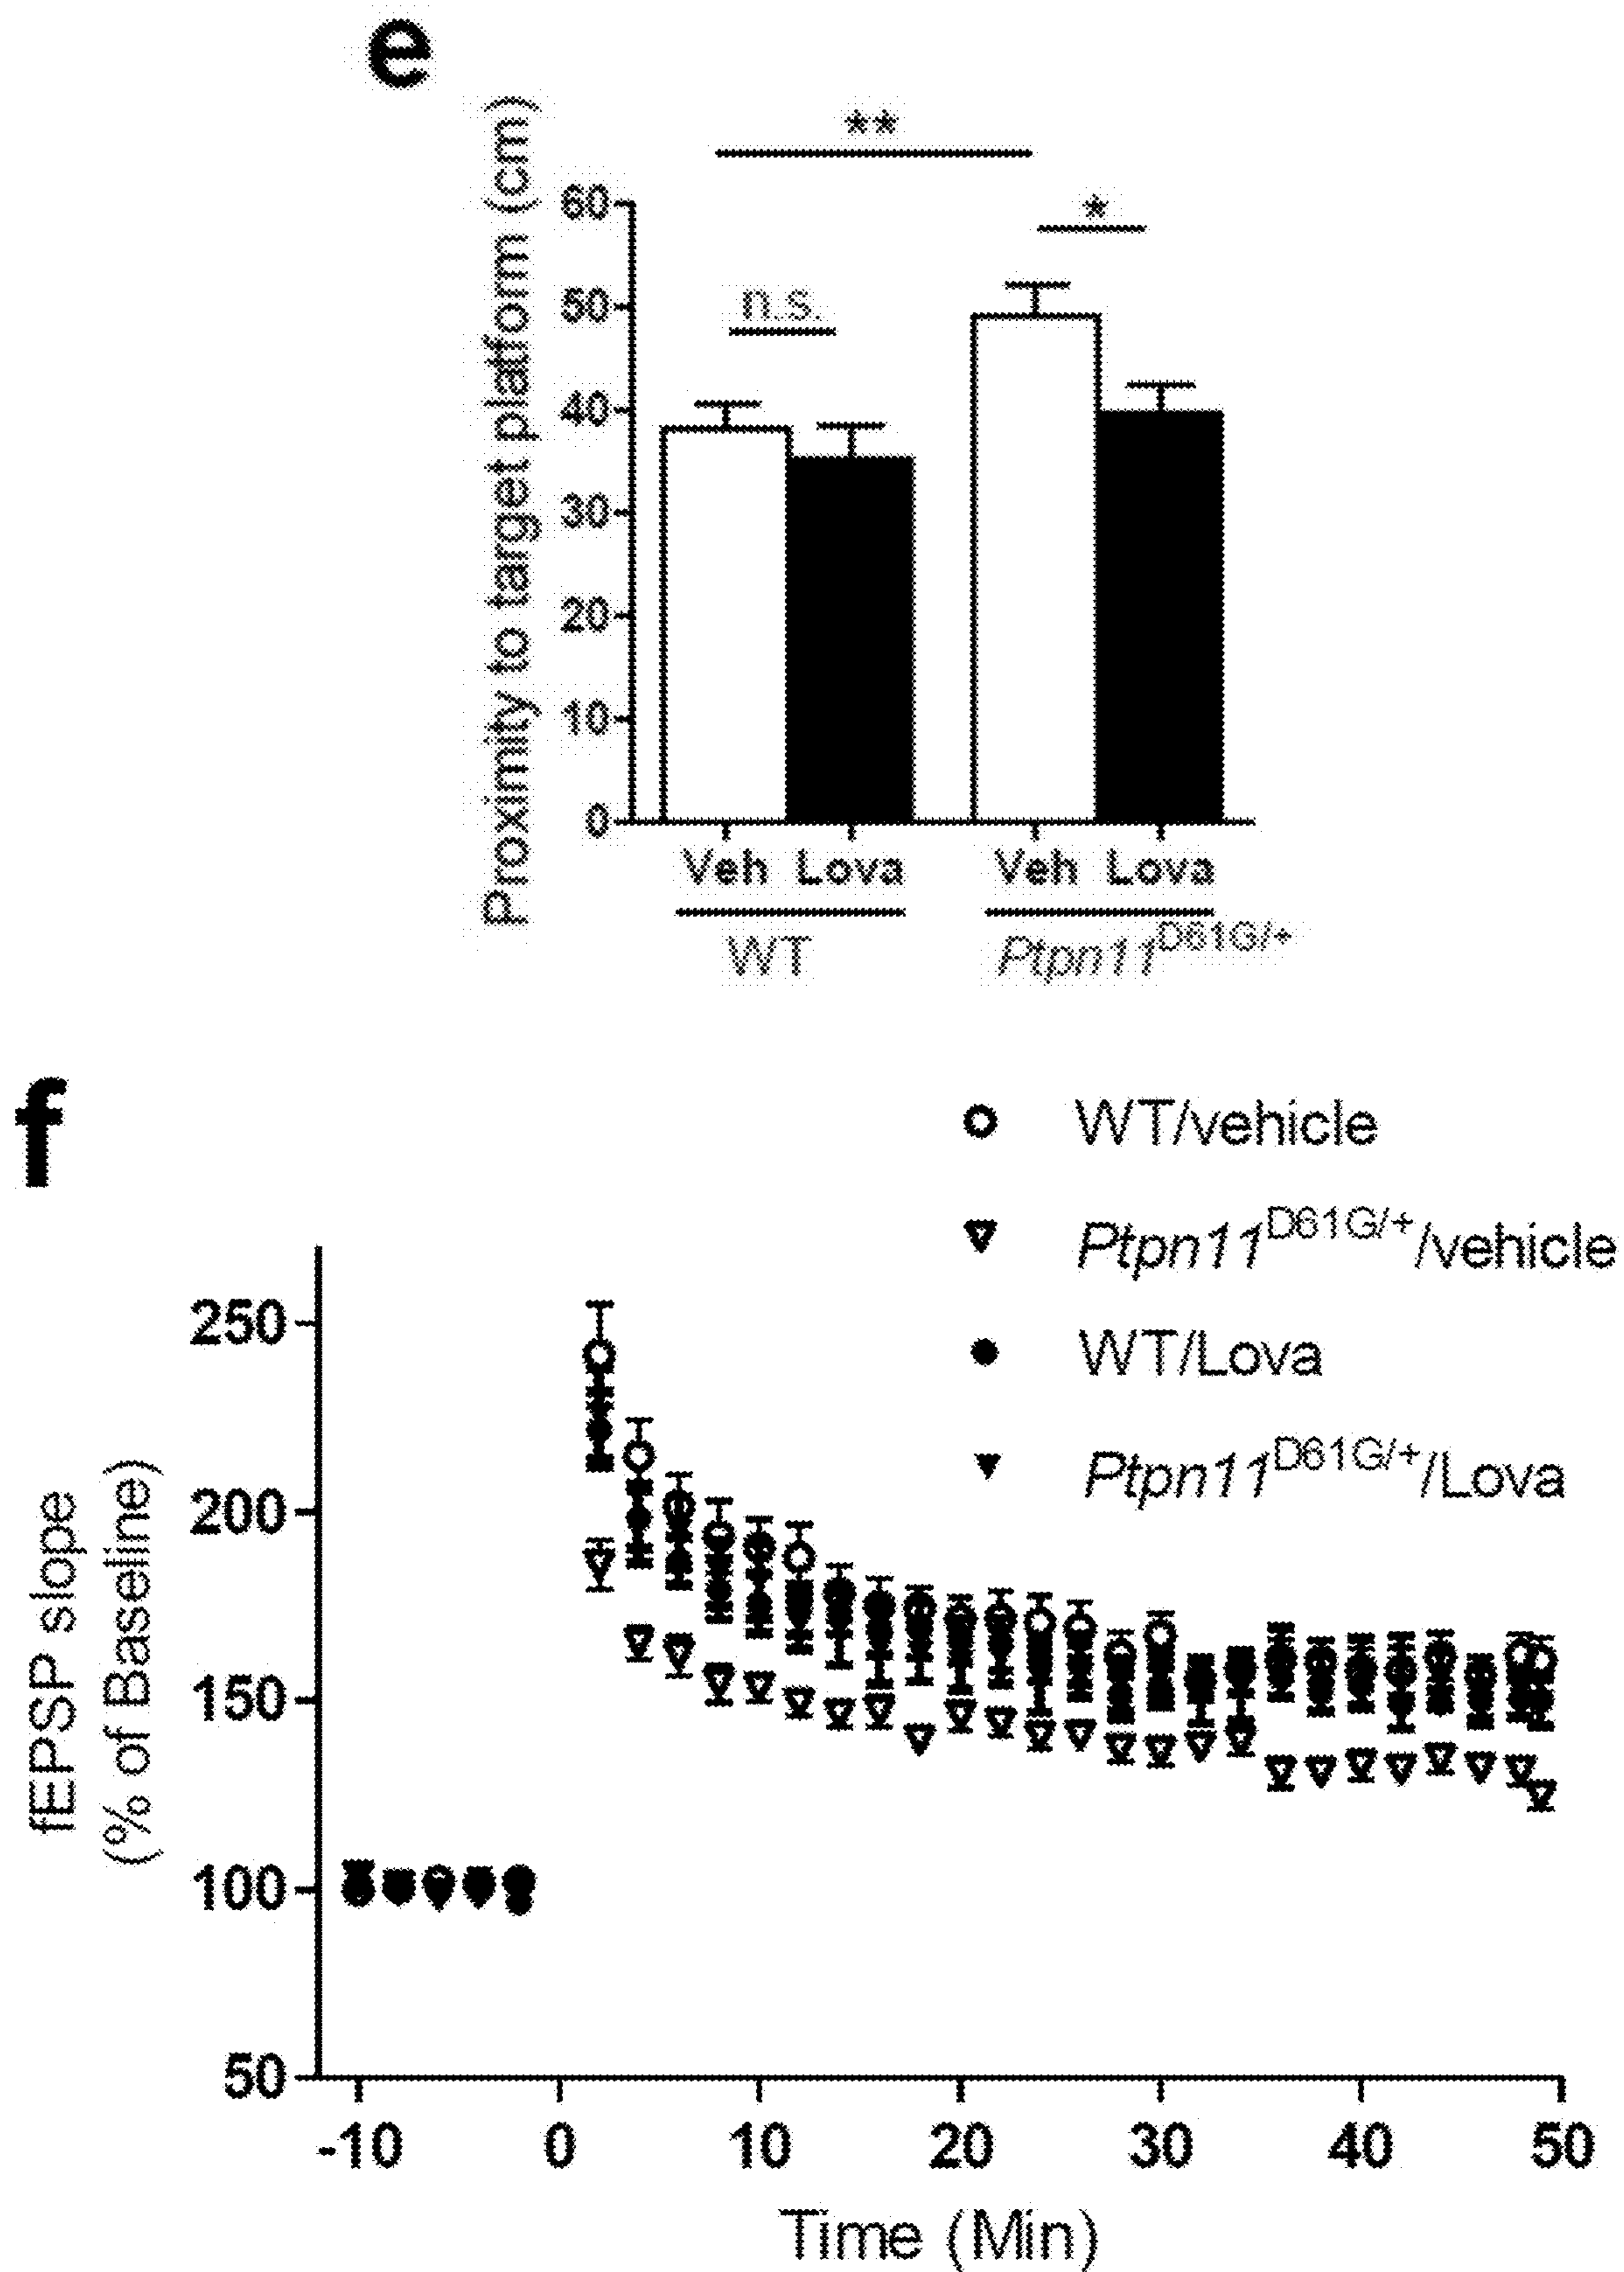 e
**
*
n.s.
Proximity to target platform (cm)
60
50
40
30
20
10
0
Veh Lova Veh Lova
WT Ptpn11D61G/+
f
WT/vehicle
Ptpn11D61G/+/vehicle
WT/Lova
Ptpn11D61G/+/Lova
fEPSP slope
(% of Baseline)
250
200
150
100
50
-10 0 10 20 30 40 50
Time (Min)